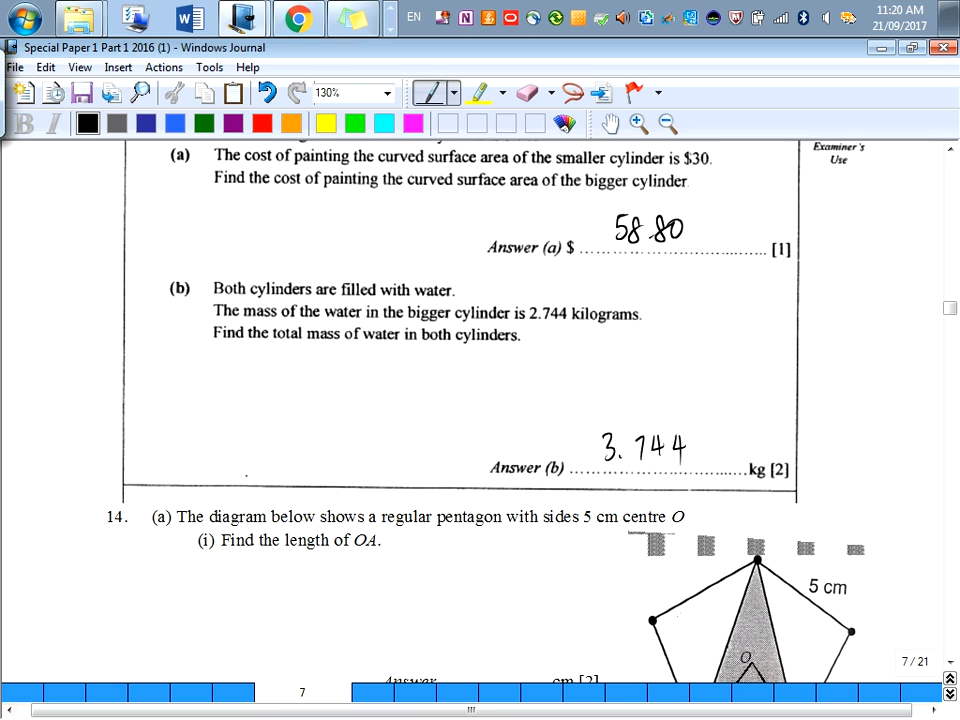 EN
11:20 AM
21/09/2017
Special Paper 1 Part 1 2016 (1) - Windows Journal
File Edit View Insert Actions Tools Help
130%
B I
(a) The cost of painting the curved surface area of the smaller cylinder is $30.
Find the cost of painting the curved surface area of the bigger cylinder.
Examiner's
Use
58.80
Answer (a) $ ................................ [1]
(b) Both cylinders are filled with water.
The mass of the water in the bigger cylinder is 2.744 kilograms.
Find the total mass of water in both cylinders.
3.744
Answer (b) ................................ kg [2]
14. (a) The diagram below shows a regular pentagon with sides 5 cm centre O
(i) Find the length of OA.
5 cm
O
7 / 21
Answer cm [2]
7